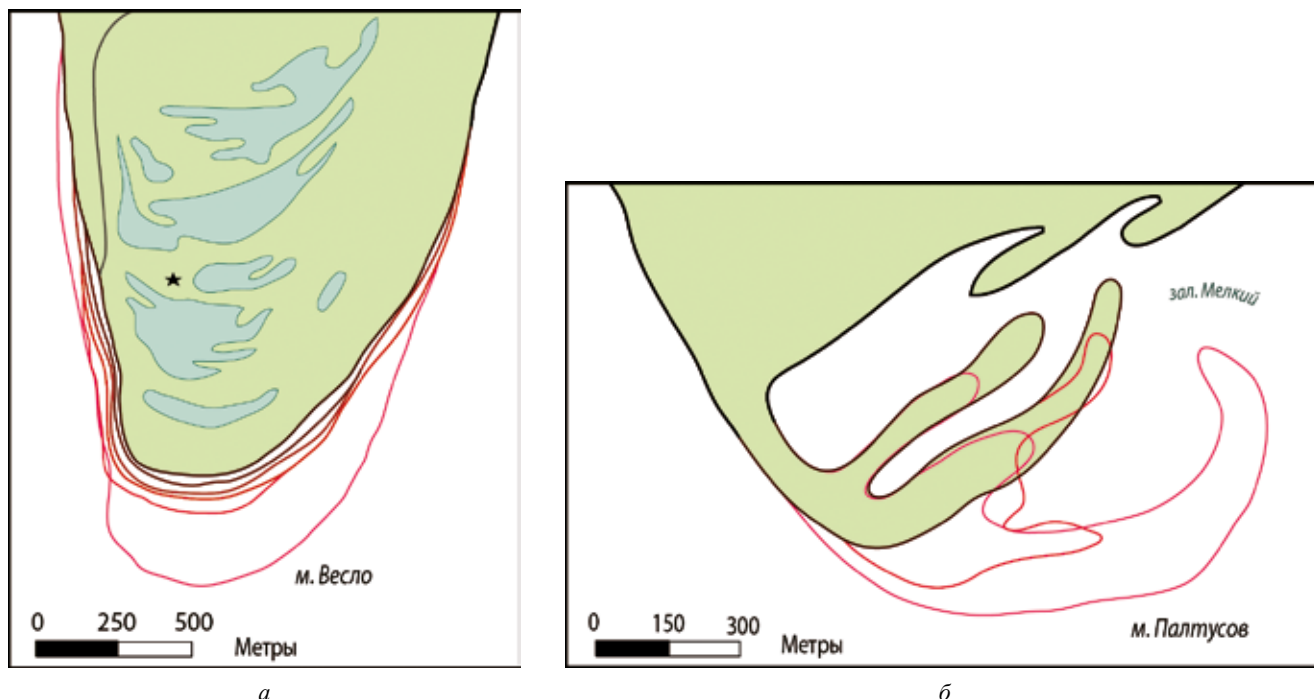 м. Весло
0 250 500
Метры
а
зал. Мелкий
м. Палтусов
0 150 300
Метры
б